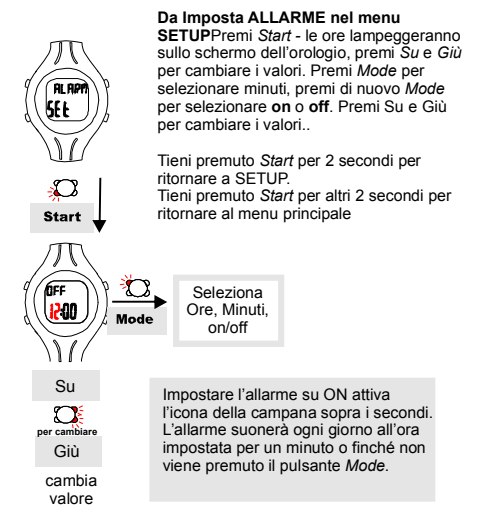 Da Imposta ALLARME nel menu
SETUPPremi Start - le ore lampeggeranno
sullo schermo dell'orologio, premi Su e Giù
per cambiare i valori. Premi Mode per
selezionare minuti, premi di nuovo Mode
per selezionare on o off. Premi Su e Giù
per cambiare i valori..
Tieni premuto Start per 2 secondi per
ritornare a SETUP.
Tieni premuto Start per altri 2 secondi per
ritornare al menu principale
ALARM
SEt
Start
OFF
12:00
Mode
Seleziona
Ore, Minuti,
on/off
Su
per cambiare
Giù
cambia
valore
Impostare l'allarme su ON attiva
l'icona della campana sopra i secondi.
L'allarme suonerà ogni giorno all'ora
impostata per un minuto o finché non
viene premuto il pulsante Mode.